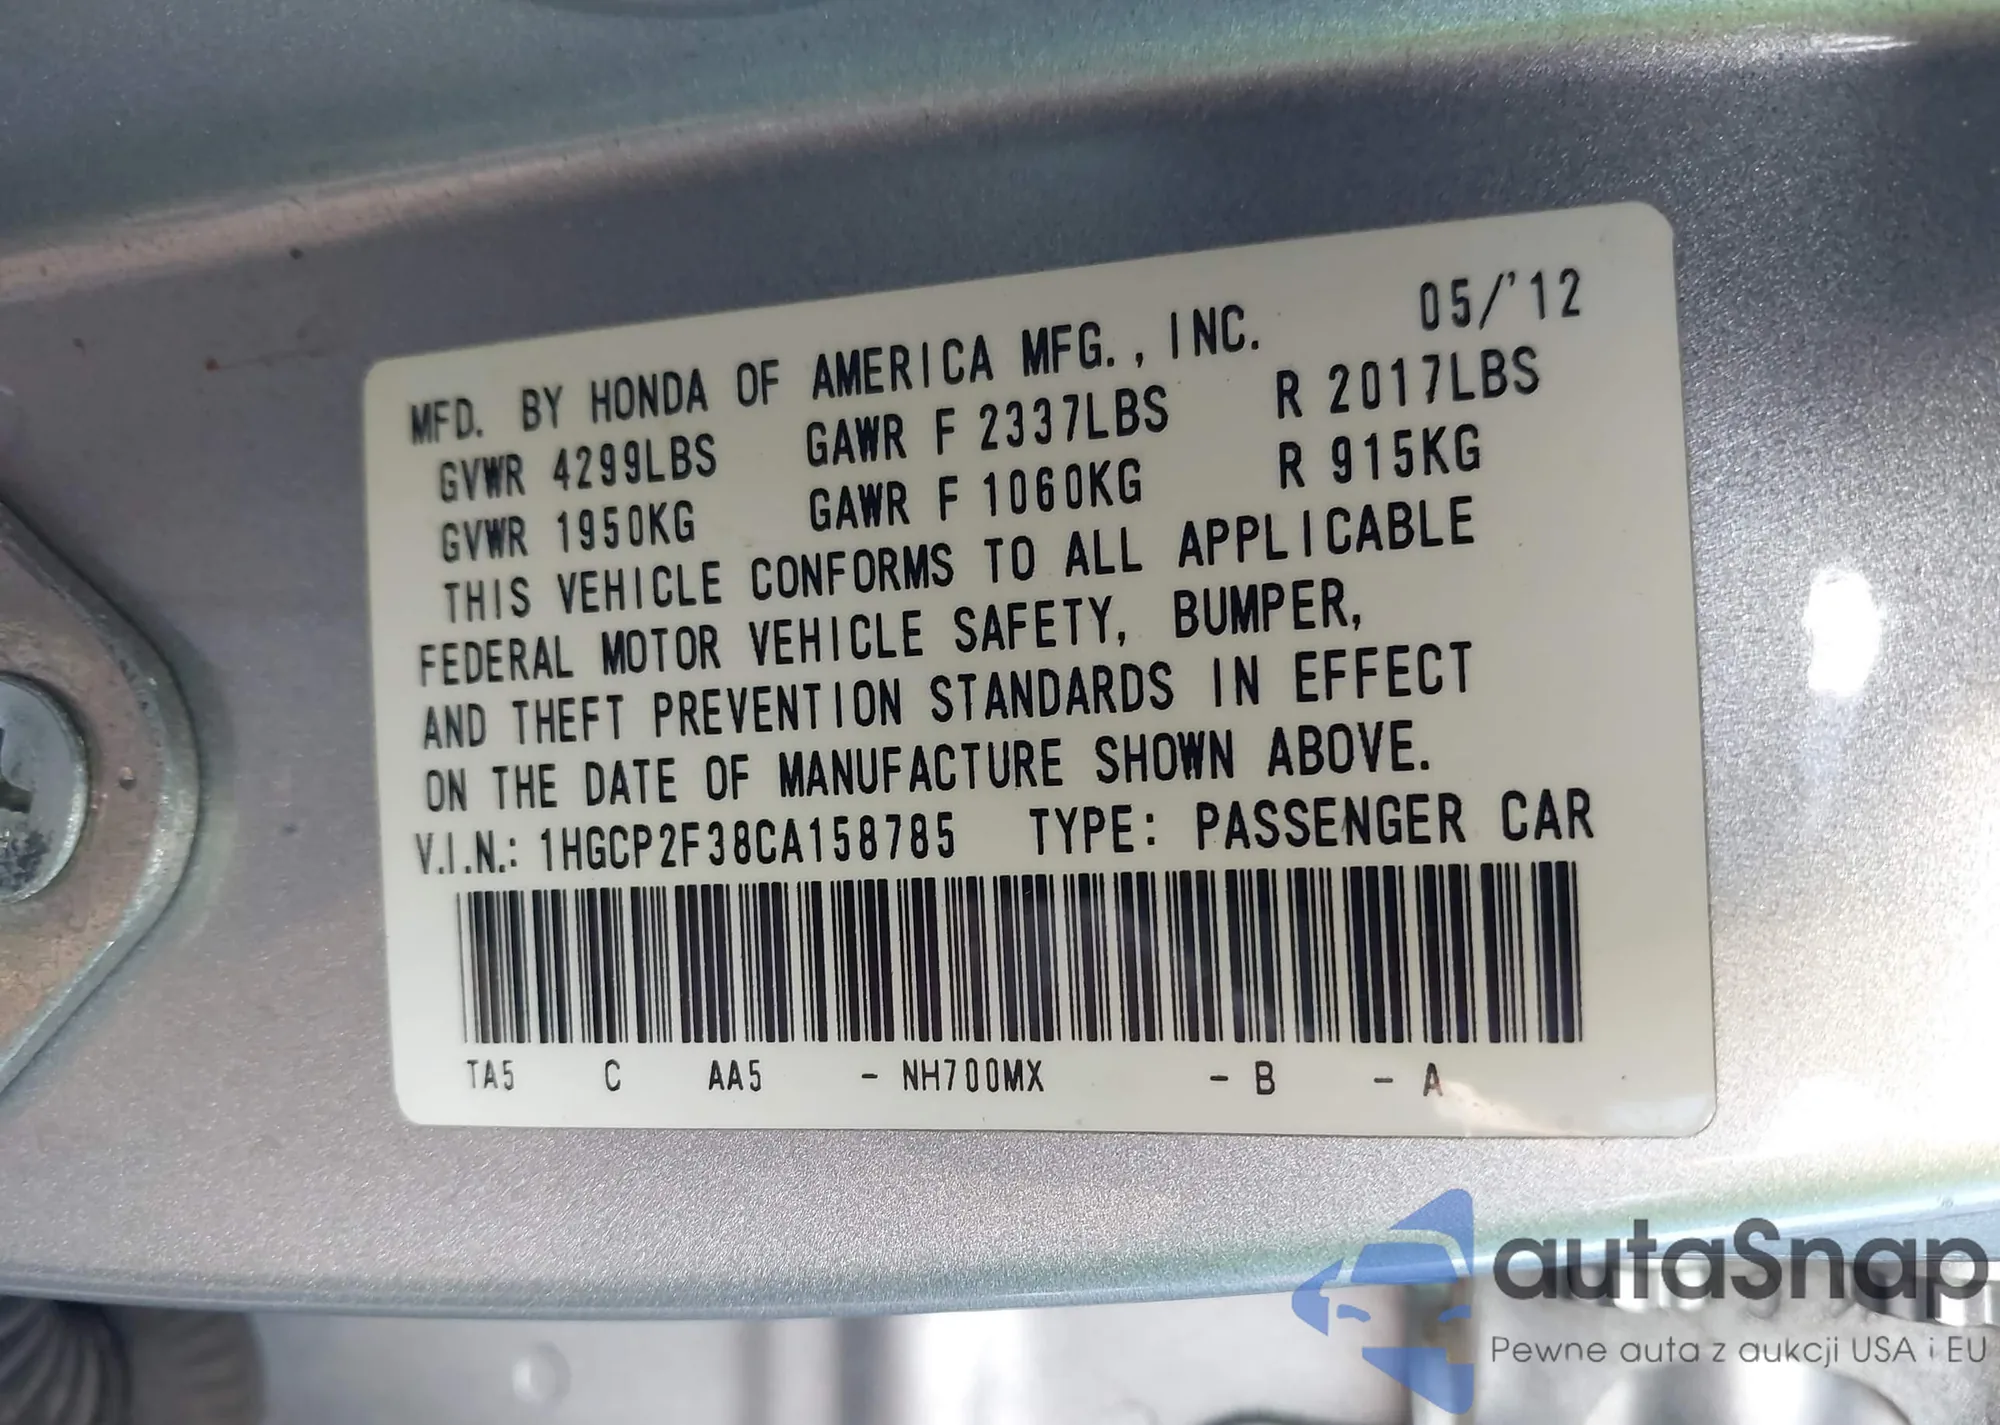 MFD. BY HONDA OF AMERICA MFG., INC. 05/'12
GVWR 4299LBS GAWR F 2337LBS R 2017LBS
GVWR 1950KG GAWR F 1060KG R 915KG
THIS VEHICLE CONFORMS TO ALL APPLICABLE
FEDERAL MOTOR VEHICLE SAFETY, BUMPER,
AND THEFT PREVENTION STANDARDS IN EFFECT
ON THE DATE OF MANUFACTURE SHOWN ABOVE.
V.I.N.: 1HGCP2F38CA158785 TYPE: PASSENGER CAR
TA5 C AA5 - NH700MX - B - A
autaSnap
Pewne auta z aukcji USA i EU